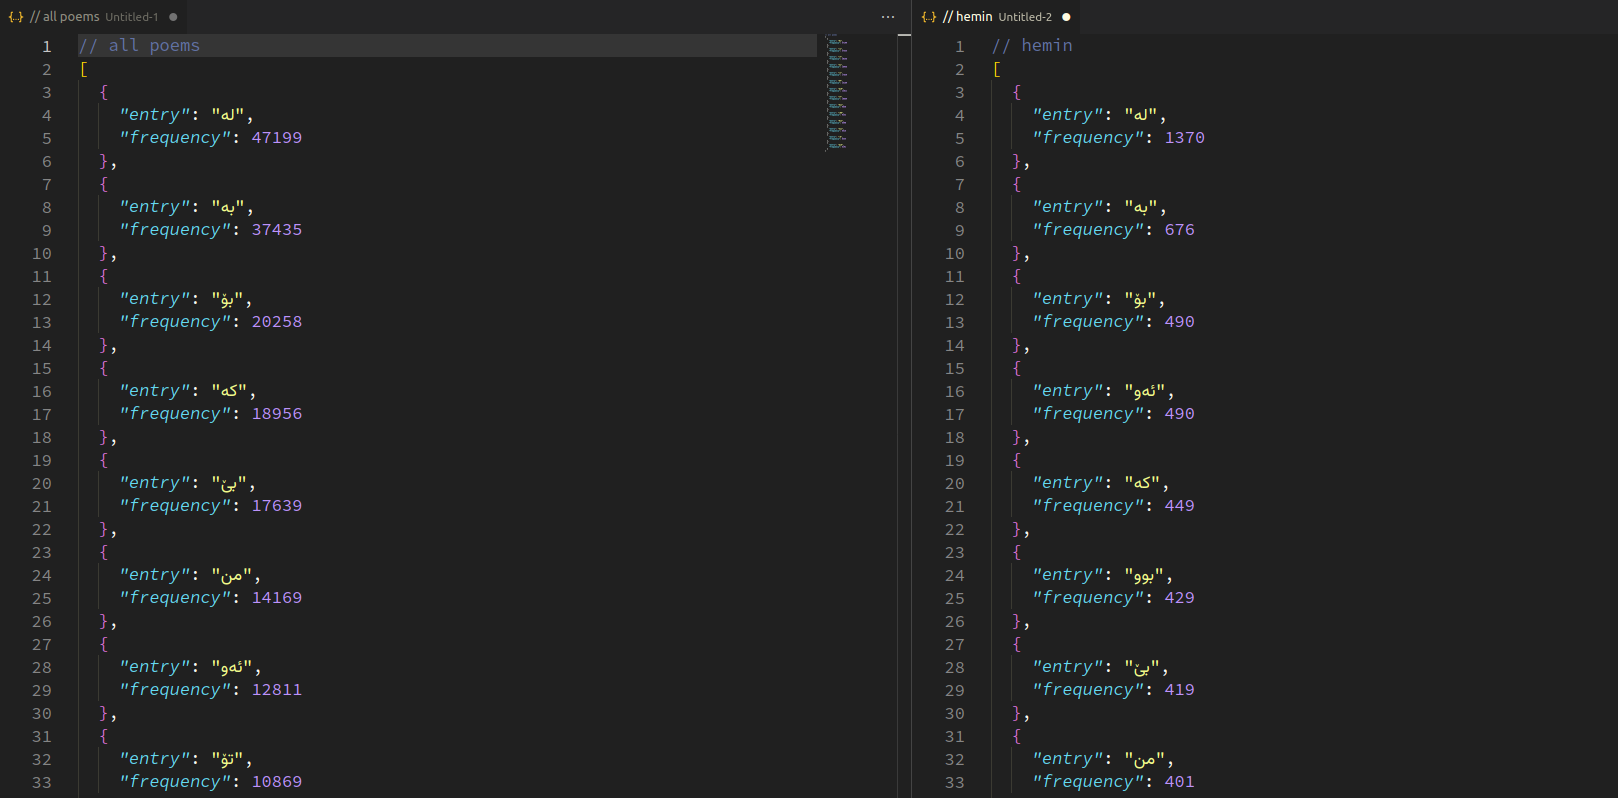 // all poems Untitled-1
1 // all poems
2 [
3 {
4 "entry": "لە",
5 "frequency": 47199
6 },
7 {
8 "entry": "بە",
9 "frequency": 37435
10 },
11 {
12 "entry": "بۆ",
13 "frequency": 20258
14 },
15 {
16 "entry": "کە",
17 "frequency": 18956
18 },
19 {
20 "entry": "بێ",
21 "frequency": 17639
22 },
23 {
24 "entry": "من",
25 "frequency": 14169
26 },
27 {
28 "entry": "ئەو",
29 "frequency": 12811
30 },
31 {
32 "entry": "تۆ",
33 "frequency": 10869
// hemin Untitled-2
1 // hemin
2 [
3 {
4 "entry": "لە",
5 "frequency": 1370
6 },
7 {
8 "entry": "بە",
9 "frequency": 676
10 },
11 {
12 "entry": "بۆ",
13 "frequency": 490
14 },
15 {
16 "entry": "ئەو",
17 "frequency": 490
18 },
19 {
20 "entry": "کە",
21 "frequency": 449
22 },
23 {
24 "entry": "بوو",
25 "frequency": 429
26 },
27 {
28 "entry": "بێ",
29 "frequency": 419
30 },
31 {
32 "entry": "من",
33 "frequency": 401